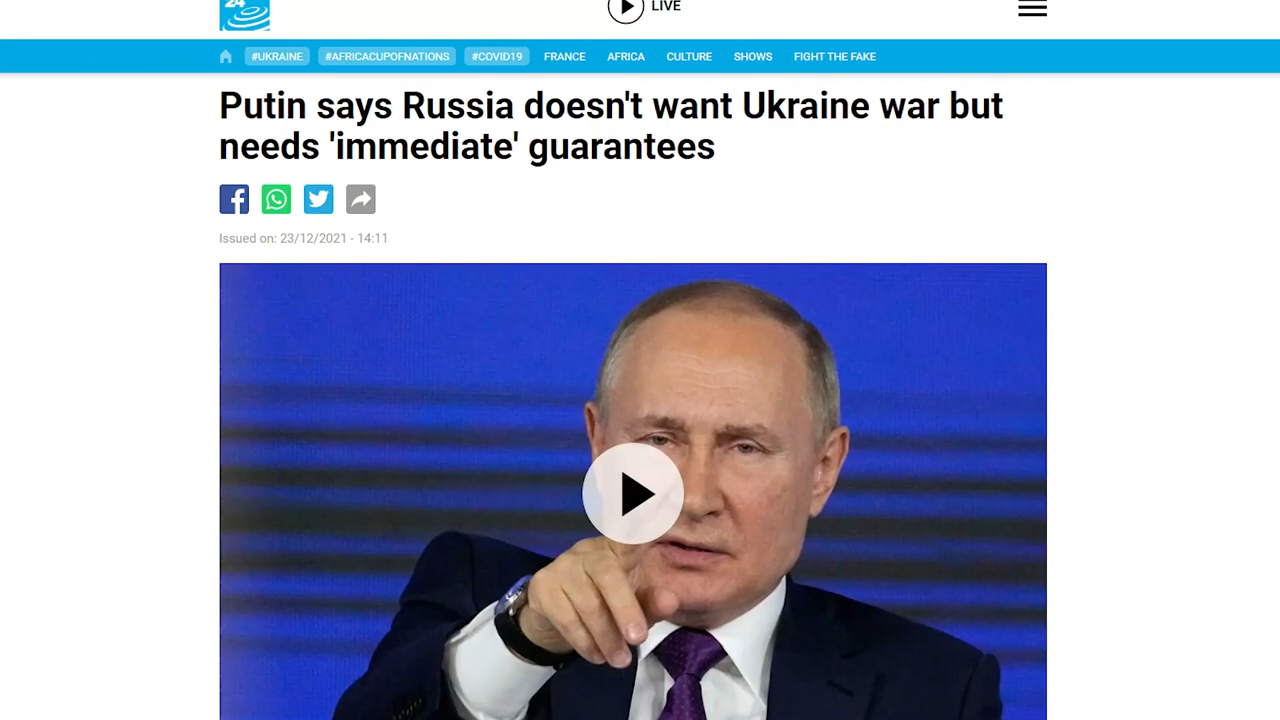 24
LIVE
#UKRAINE #AFRICACUPOFNATIONS #COVID19 FRANCE AFRICA CULTURE SHOWS FIGHT THE FAKE
Putin says Russia doesn't want Ukraine war but
needs 'immediate' guarantees
Issued on: 23/12/2021 - 14:11